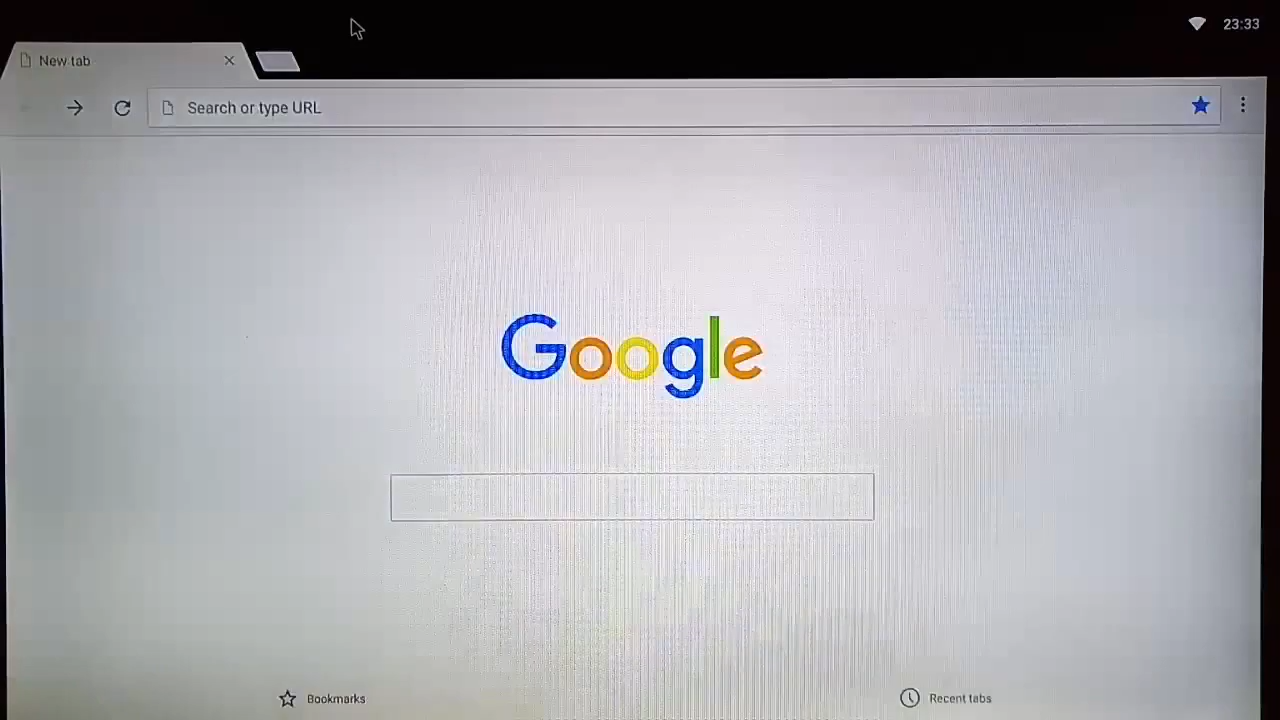 23:33
New tab
Search or type URL
Google
Bookmarks
Recent tabs